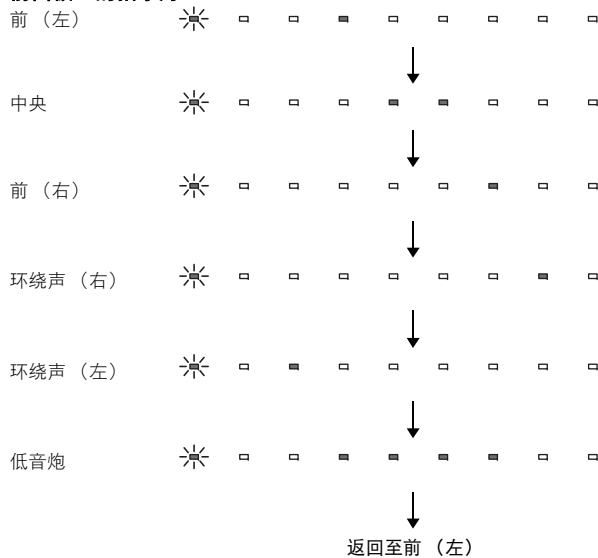 前 （左）
中央
前 （右）
环绕声 （右）
环绕声 （左）
低音炮
返回至前 （左）